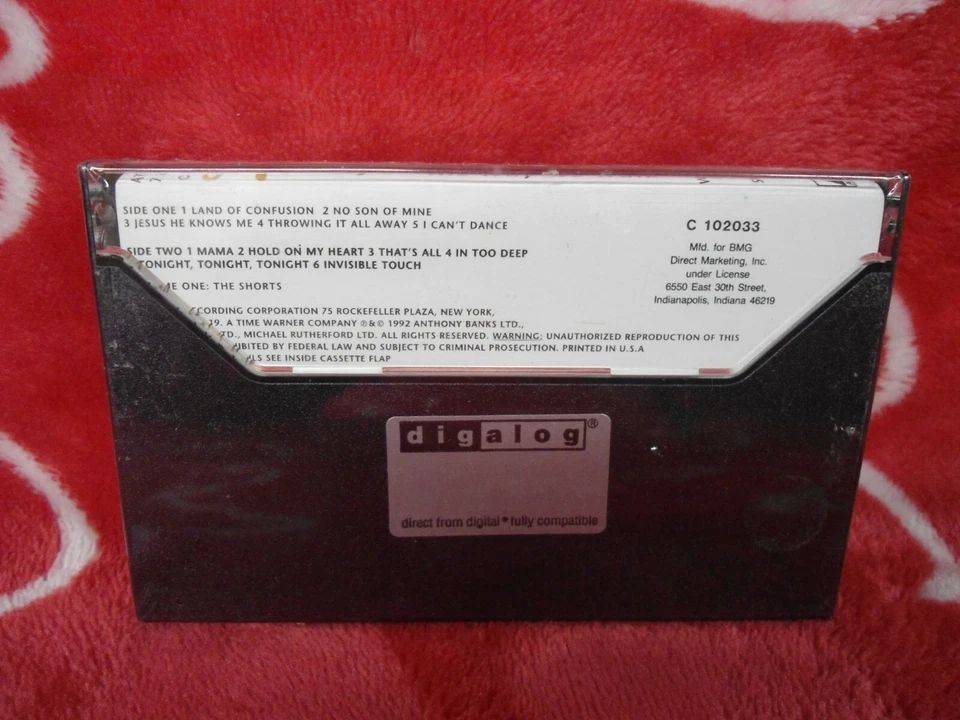 SIDE ONE 1 LAND OF CONFUSION 2 NO SON OF MINE
3 JESUS HE KNOWS ME 4 THROWING IT ALL AWAY 5 I CAN'T DANCE
SIDE TWO 1 MAMA 2 HOLD ON MY HEART 3 THAT'S ALL 4 IN TOO DEEP
TONIGHT, TONIGHT, TONIGHT 6 INVISIBLE TOUCH
ME ONE: THE SHORTS
CORDING CORPORATION 75 ROCKEFELLER PLAZA, NEW YORK,
19. A TIME WARNER COMPANY ℗&© 1992 ANTHONY BANKS LTD.,
TD., MICHAEL RUTHERFORD LTD. ALL RIGHTS RESERVED. WARNING: UNAUTHORIZED REPRODUCTION OF THIS
IBITED BY FEDERAL LAW AND SUBJECT TO CRIMINAL PROSECUTION. PRINTED IN U.S.A
LS SEE INSIDE CASSETTE FLAP
C 102033
Mfd. for BMG
Direct Marketing, Inc.
under License
6550 East 30th Street,
Indianapolis, Indiana 46219
digalog®
direct from digital • fully compatible